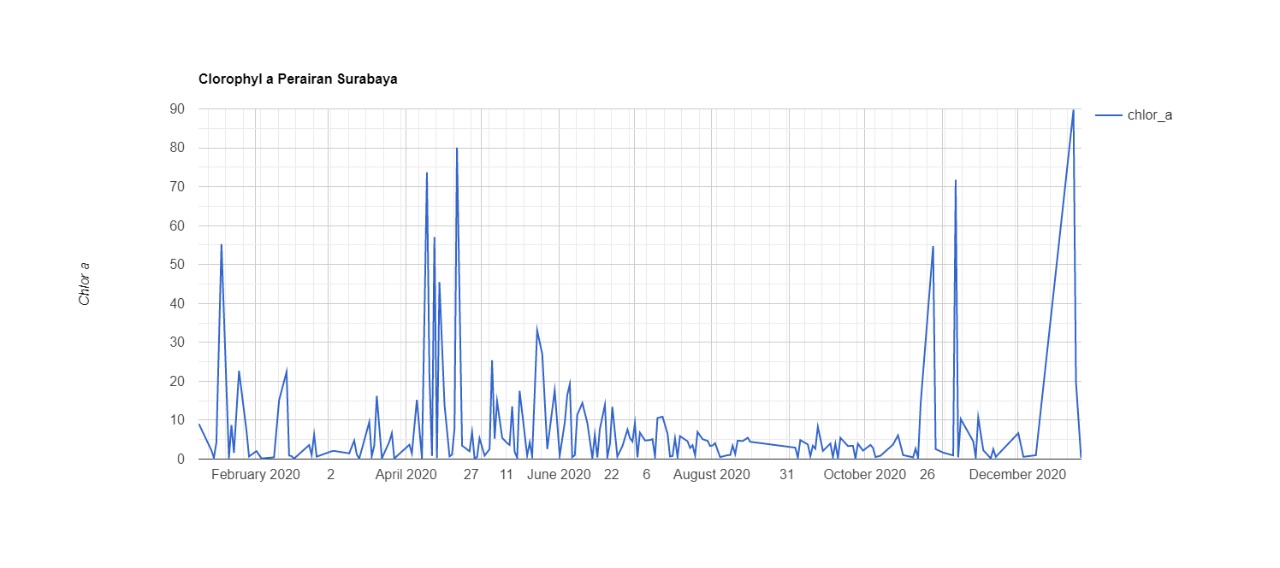 Clorophyl a Perairan Surabaya
chlor_a
Chlor a
90
80
70
60
50
40
30
20
10
0
February 2020 2 April 2020 27 11 June 2020 22 6 August 2020 31 October 2020 26 December 2020